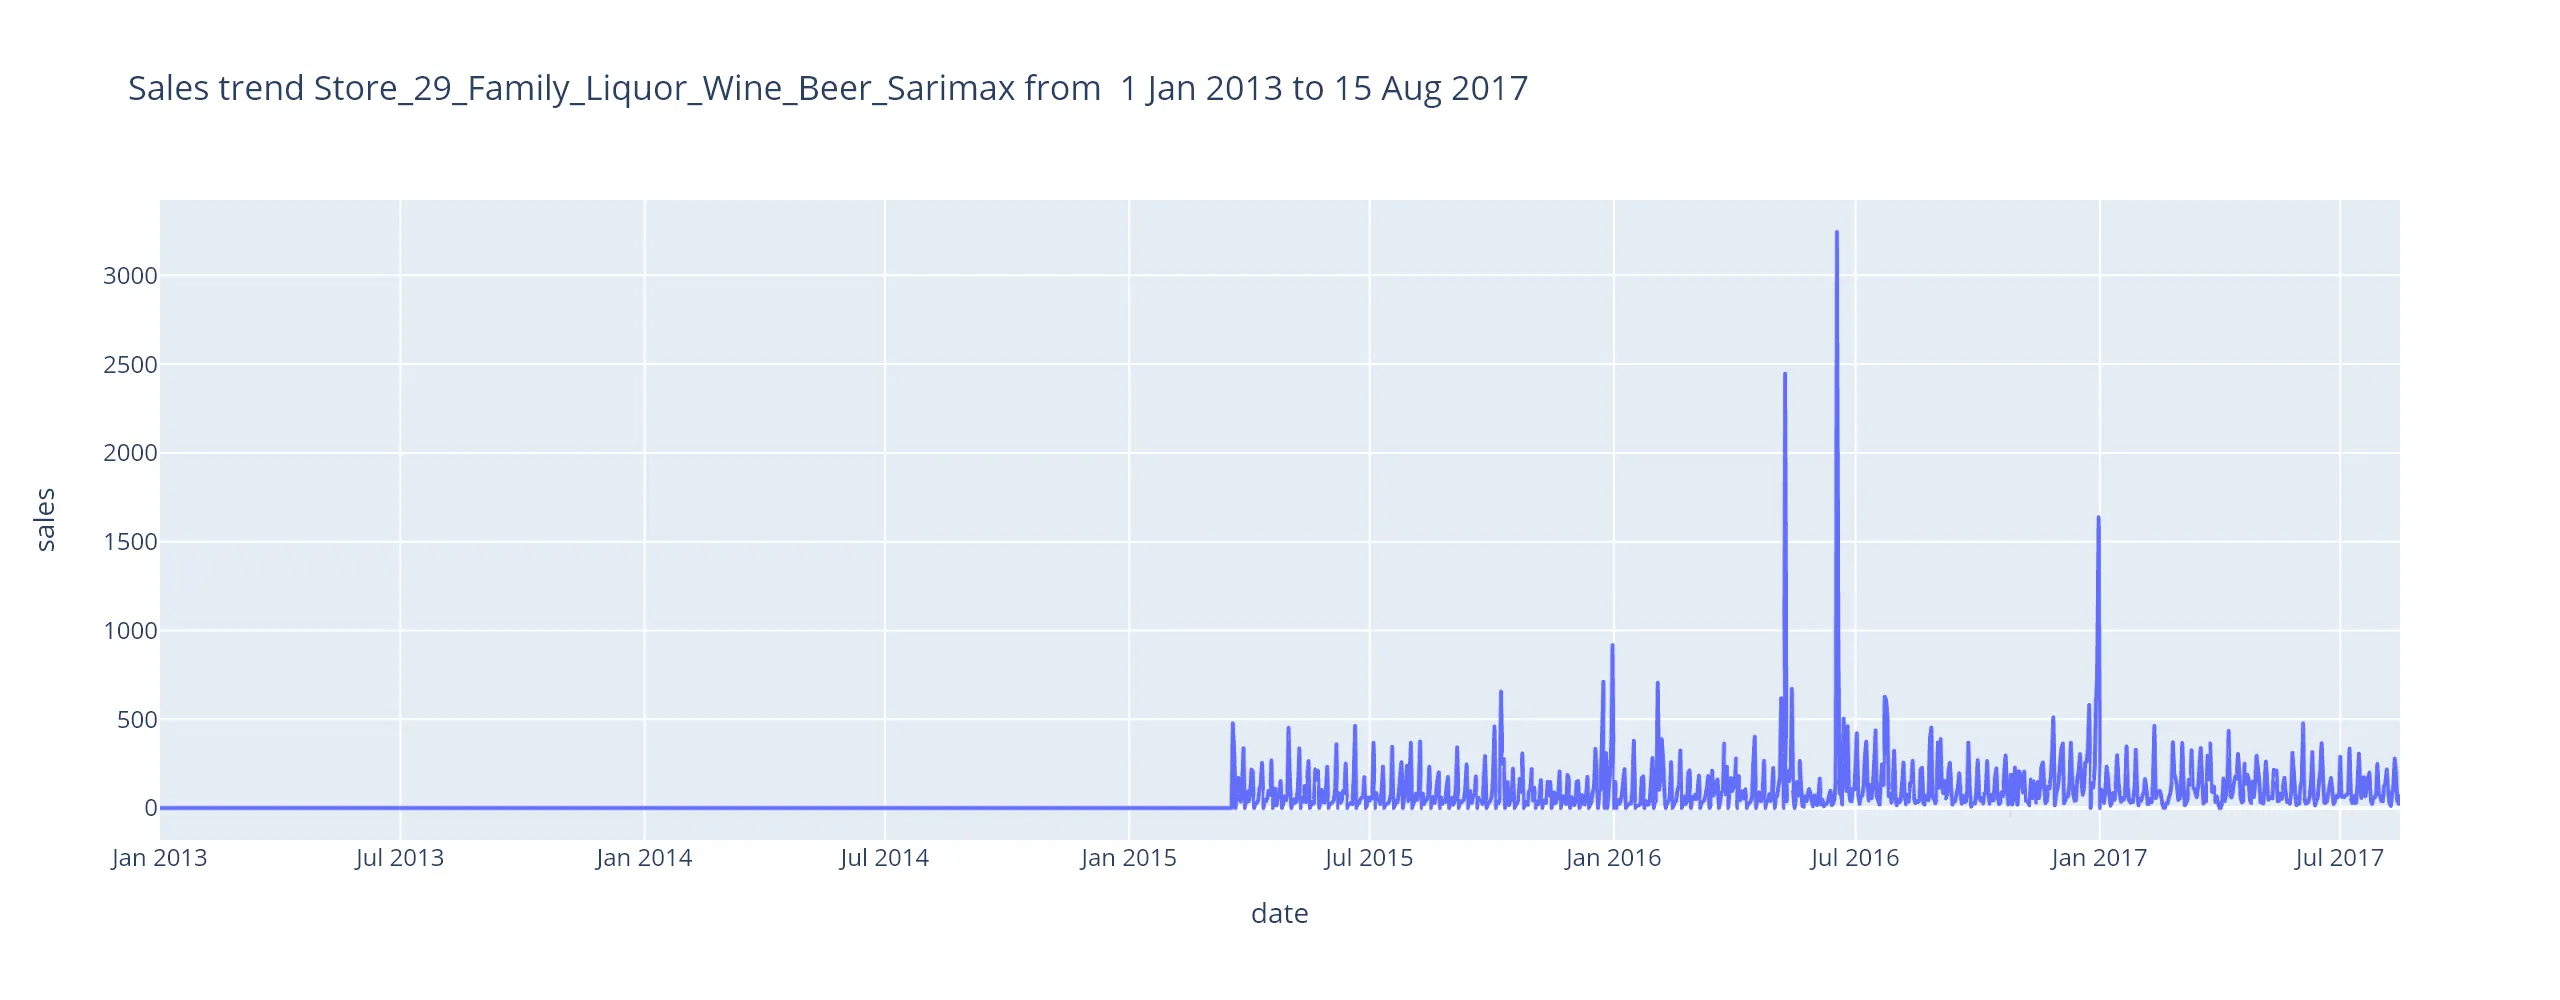 Sales trend Store_29_Family_Liquor_Wine_Beer_Sarimax from  1 Jan 2013 to 15 Aug 2017
3000
2500
2000
1500
1000
500
0
sales
Jan 2013 Jul 2013 Jan 2014 Jul 2014 Jan 2015 Jul 2015 Jan 2016 Jul 2016 Jan 2017 Jul 2017
date